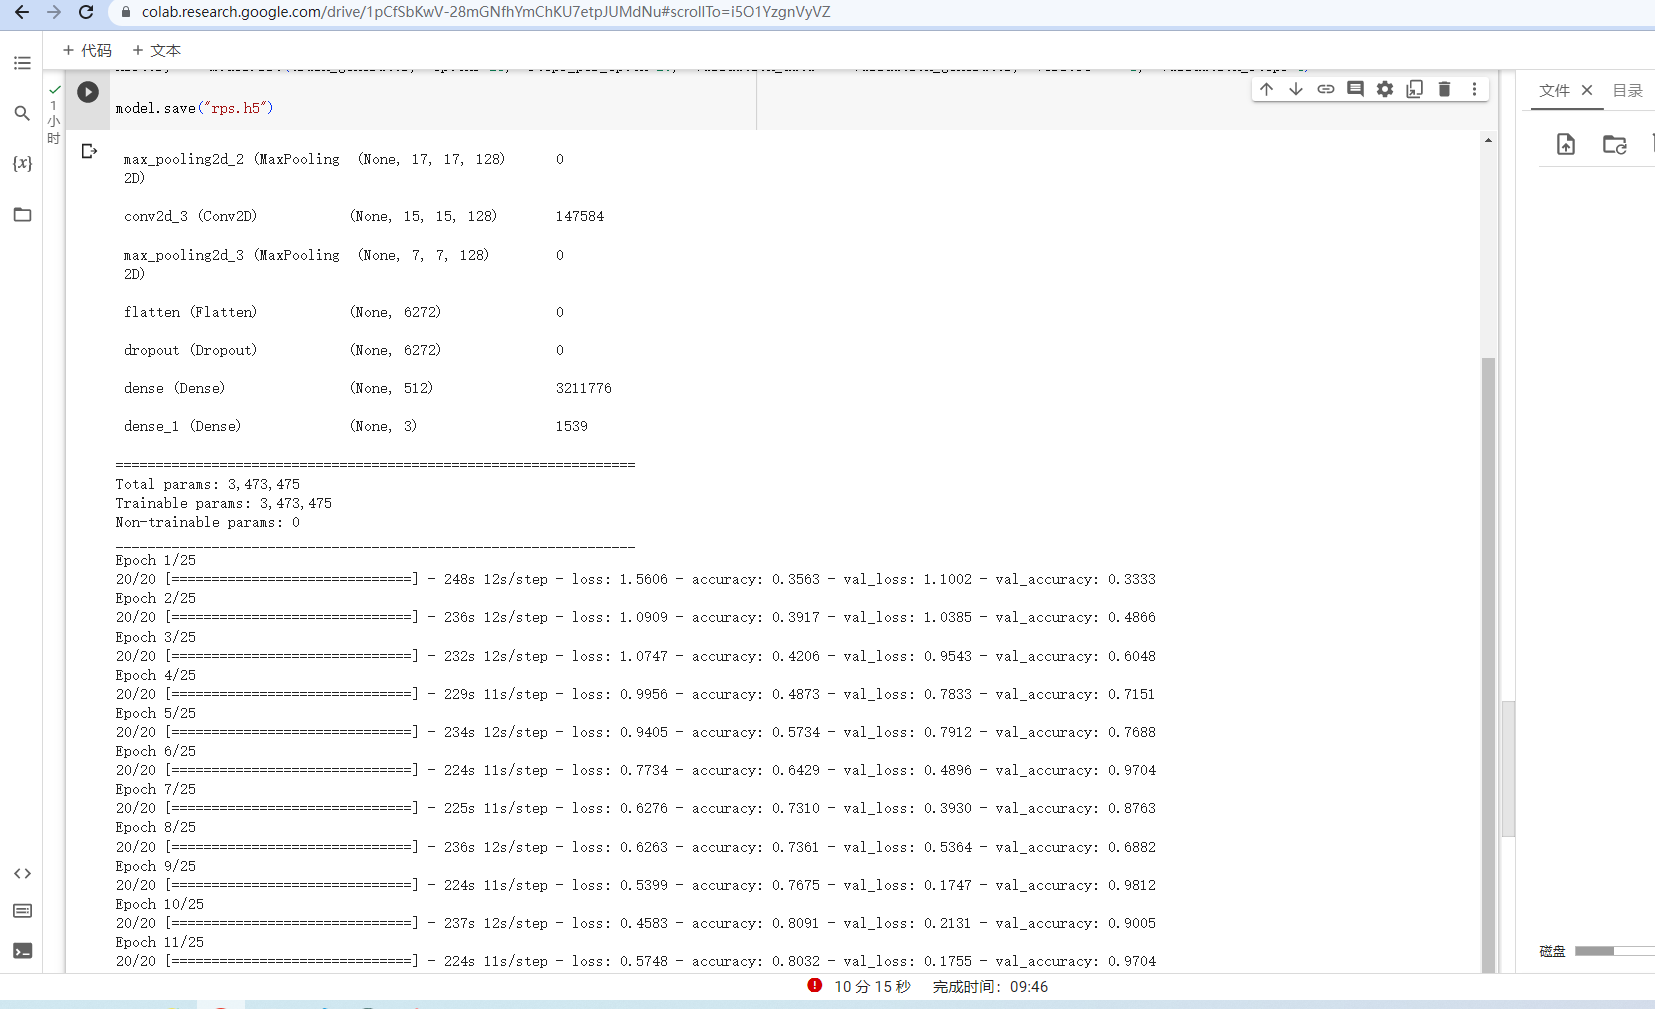 colab.research.google.com/drive/1pCfSbKwV-28mGNfhYmChKU7etpJUMdNu#scrollTo=i5O1YzgnVyVZ
+ 代码 + 文本
文件 × 目录
1
小
时
model.save("rps.h5")
{x}
max_pooling2d_2 (MaxPooling (None, 17, 17, 128) 0
2D)
conv2d_3 (Conv2D) (None, 15, 15, 128) 147584
max_pooling2d_3 (MaxPooling (None, 7, 7, 128) 0
2D)
flatten (Flatten) (None, 6272) 0
dropout (Dropout) (None, 6272) 0
dense (Dense) (None, 512) 3211776
dense_1 (Dense) (None, 3) 1539
=================================================================
Total params: 3,473,475
Trainable params: 3,473,475
Non-trainable params: 0
_________________________________________________________________
Epoch 1/25
20/20 [==============================] - 248s 12s/step - loss: 1.5606 - accuracy: 0.3563 - val_loss: 1.1002 - val_accuracy: 0.3333
Epoch 2/25
20/20 [==============================] - 236s 12s/step - loss: 1.0909 - accuracy: 0.3917 - val_loss: 1.0385 - val_accuracy: 0.4866
Epoch 3/25
20/20 [==============================] - 232s 12s/step - loss: 1.0747 - accuracy: 0.4206 - val_loss: 0.9543 - val_accuracy: 0.6048
Epoch 4/25
20/20 [==============================] - 229s 11s/step - loss: 0.9956 - accuracy: 0.4873 - val_loss: 0.7833 - val_accuracy: 0.7151
Epoch 5/25
20/20 [==============================] - 234s 12s/step - loss: 0.9405 - accuracy: 0.5734 - val_loss: 0.7912 - val_accuracy: 0.7688
Epoch 6/25
20/20 [==============================] - 224s 11s/step - loss: 0.7734 - accuracy: 0.6429 - val_loss: 0.4896 - val_accuracy: 0.9704
Epoch 7/25
20/20 [==============================] - 225s 11s/step - loss: 0.6276 - accuracy: 0.7310 - val_loss: 0.3930 - val_accuracy: 0.8763
Epoch 8/25
20/20 [==============================] - 236s 12s/step - loss: 0.6263 - accuracy: 0.7361 - val_loss: 0.5364 - val_accuracy: 0.6882
Epoch 9/25
20/20 [==============================] - 224s 11s/step - loss: 0.5399 - accuracy: 0.7675 - val_loss: 0.1747 - val_accuracy: 0.9812
Epoch 10/25
20/20 [==============================] - 237s 12s/step - loss: 0.4583 - accuracy: 0.8091 - val_loss: 0.2131 - val_accuracy: 0.9005
Epoch 11/25
20/20 [==============================] - 224s 11s/step - loss: 0.5748 - accuracy: 0.8032 - val_loss: 0.1755 - val_accuracy: 0.9704
磁盘
10 分 15 秒 完成时间：09:46